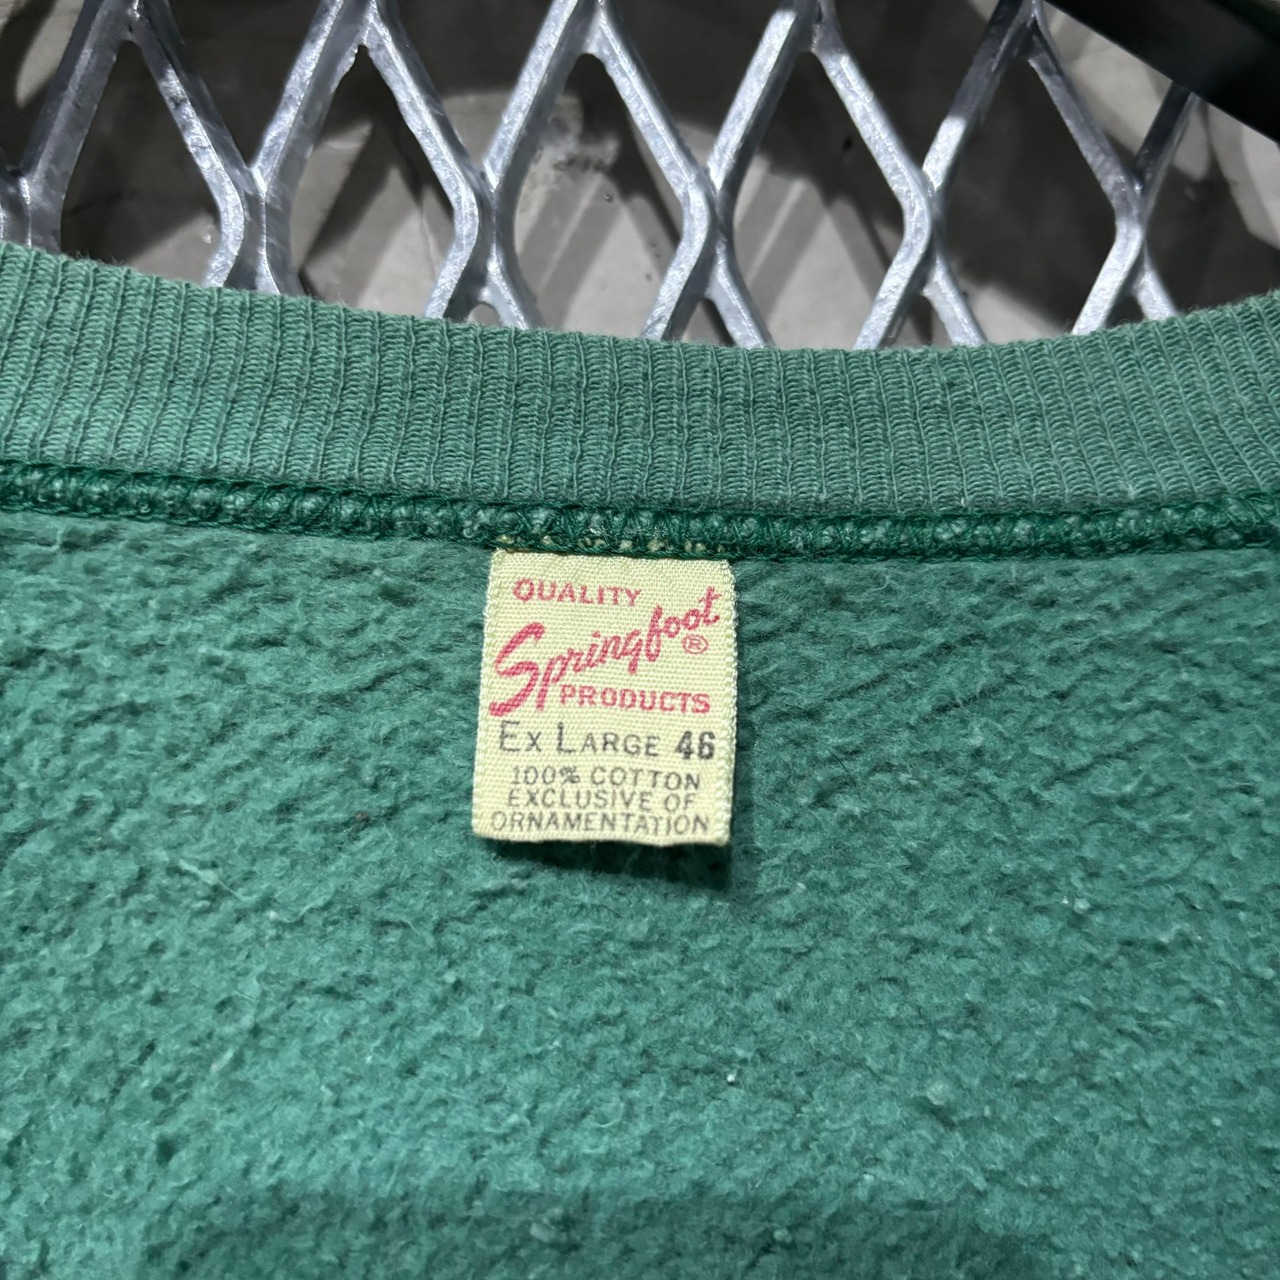 QUALITY
Springfoot®
PRODUCTS
EX LARGE 46
100% COTTON
EXCLUSIVE OF
ORNAMENTATION